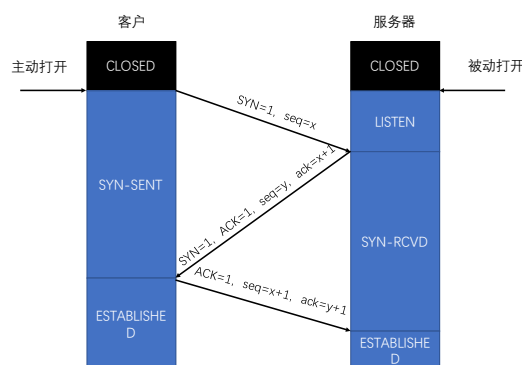 客户
服务器
主动打开
CLOSED
CLOSED
被动打开
SYN=1, seq=x
LISTEN
SYN-SENT
SYN=1, ACK=1, seq=y, ack=x+1
SYN-RCVD
ACK=1, seq=x+1, ack=y+1
ESTABLISHE
D
ESTABLISHE
D